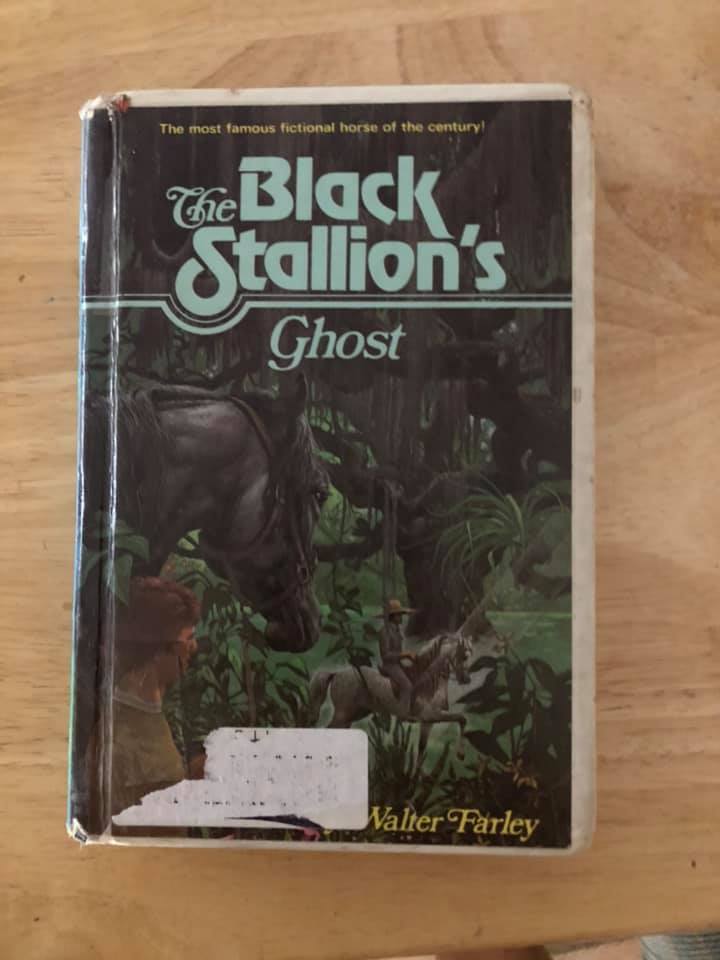 The most famous fictional horse of the century!
The Black
Stallion's
Ghost
Walter Farley